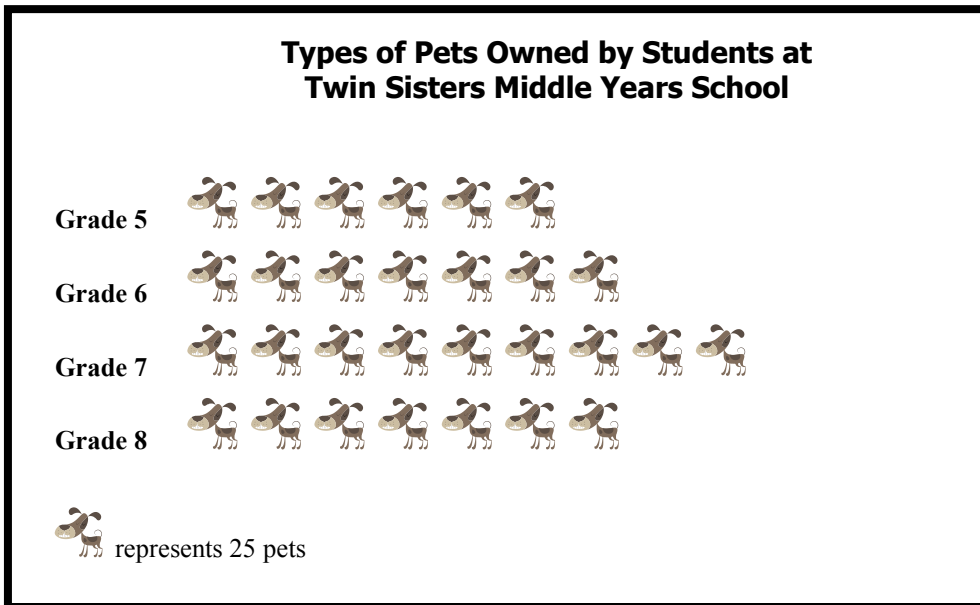 Types of Pets Owned by Students at
Twin Sisters Middle Years School
Grade 5
Grade 6
Grade 7
Grade 8
represents 25 pets